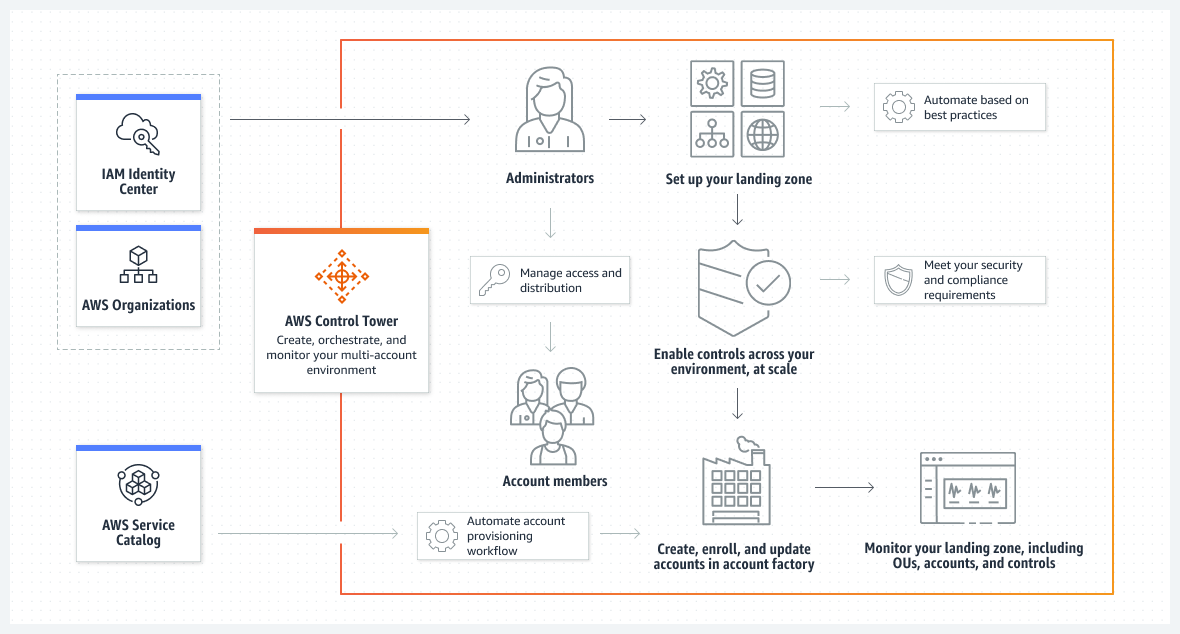 IAM Identity
Center
AWS Organizations
AWS Control Tower
Create, orchestrate, and
monitor your multi-account
environment
AWS Service
Catalog
Administrators
Manage access and
distribution
Account members
Automate account
provisioning
workflow
Set up your landing zone
Automate based on
best practices
Enable controls across your
environment, at scale
Meet your security
and compliance
requirements
Create, enroll, and update
accounts in account factory
Monitor your landing zone, including
OUs, accounts, and controls